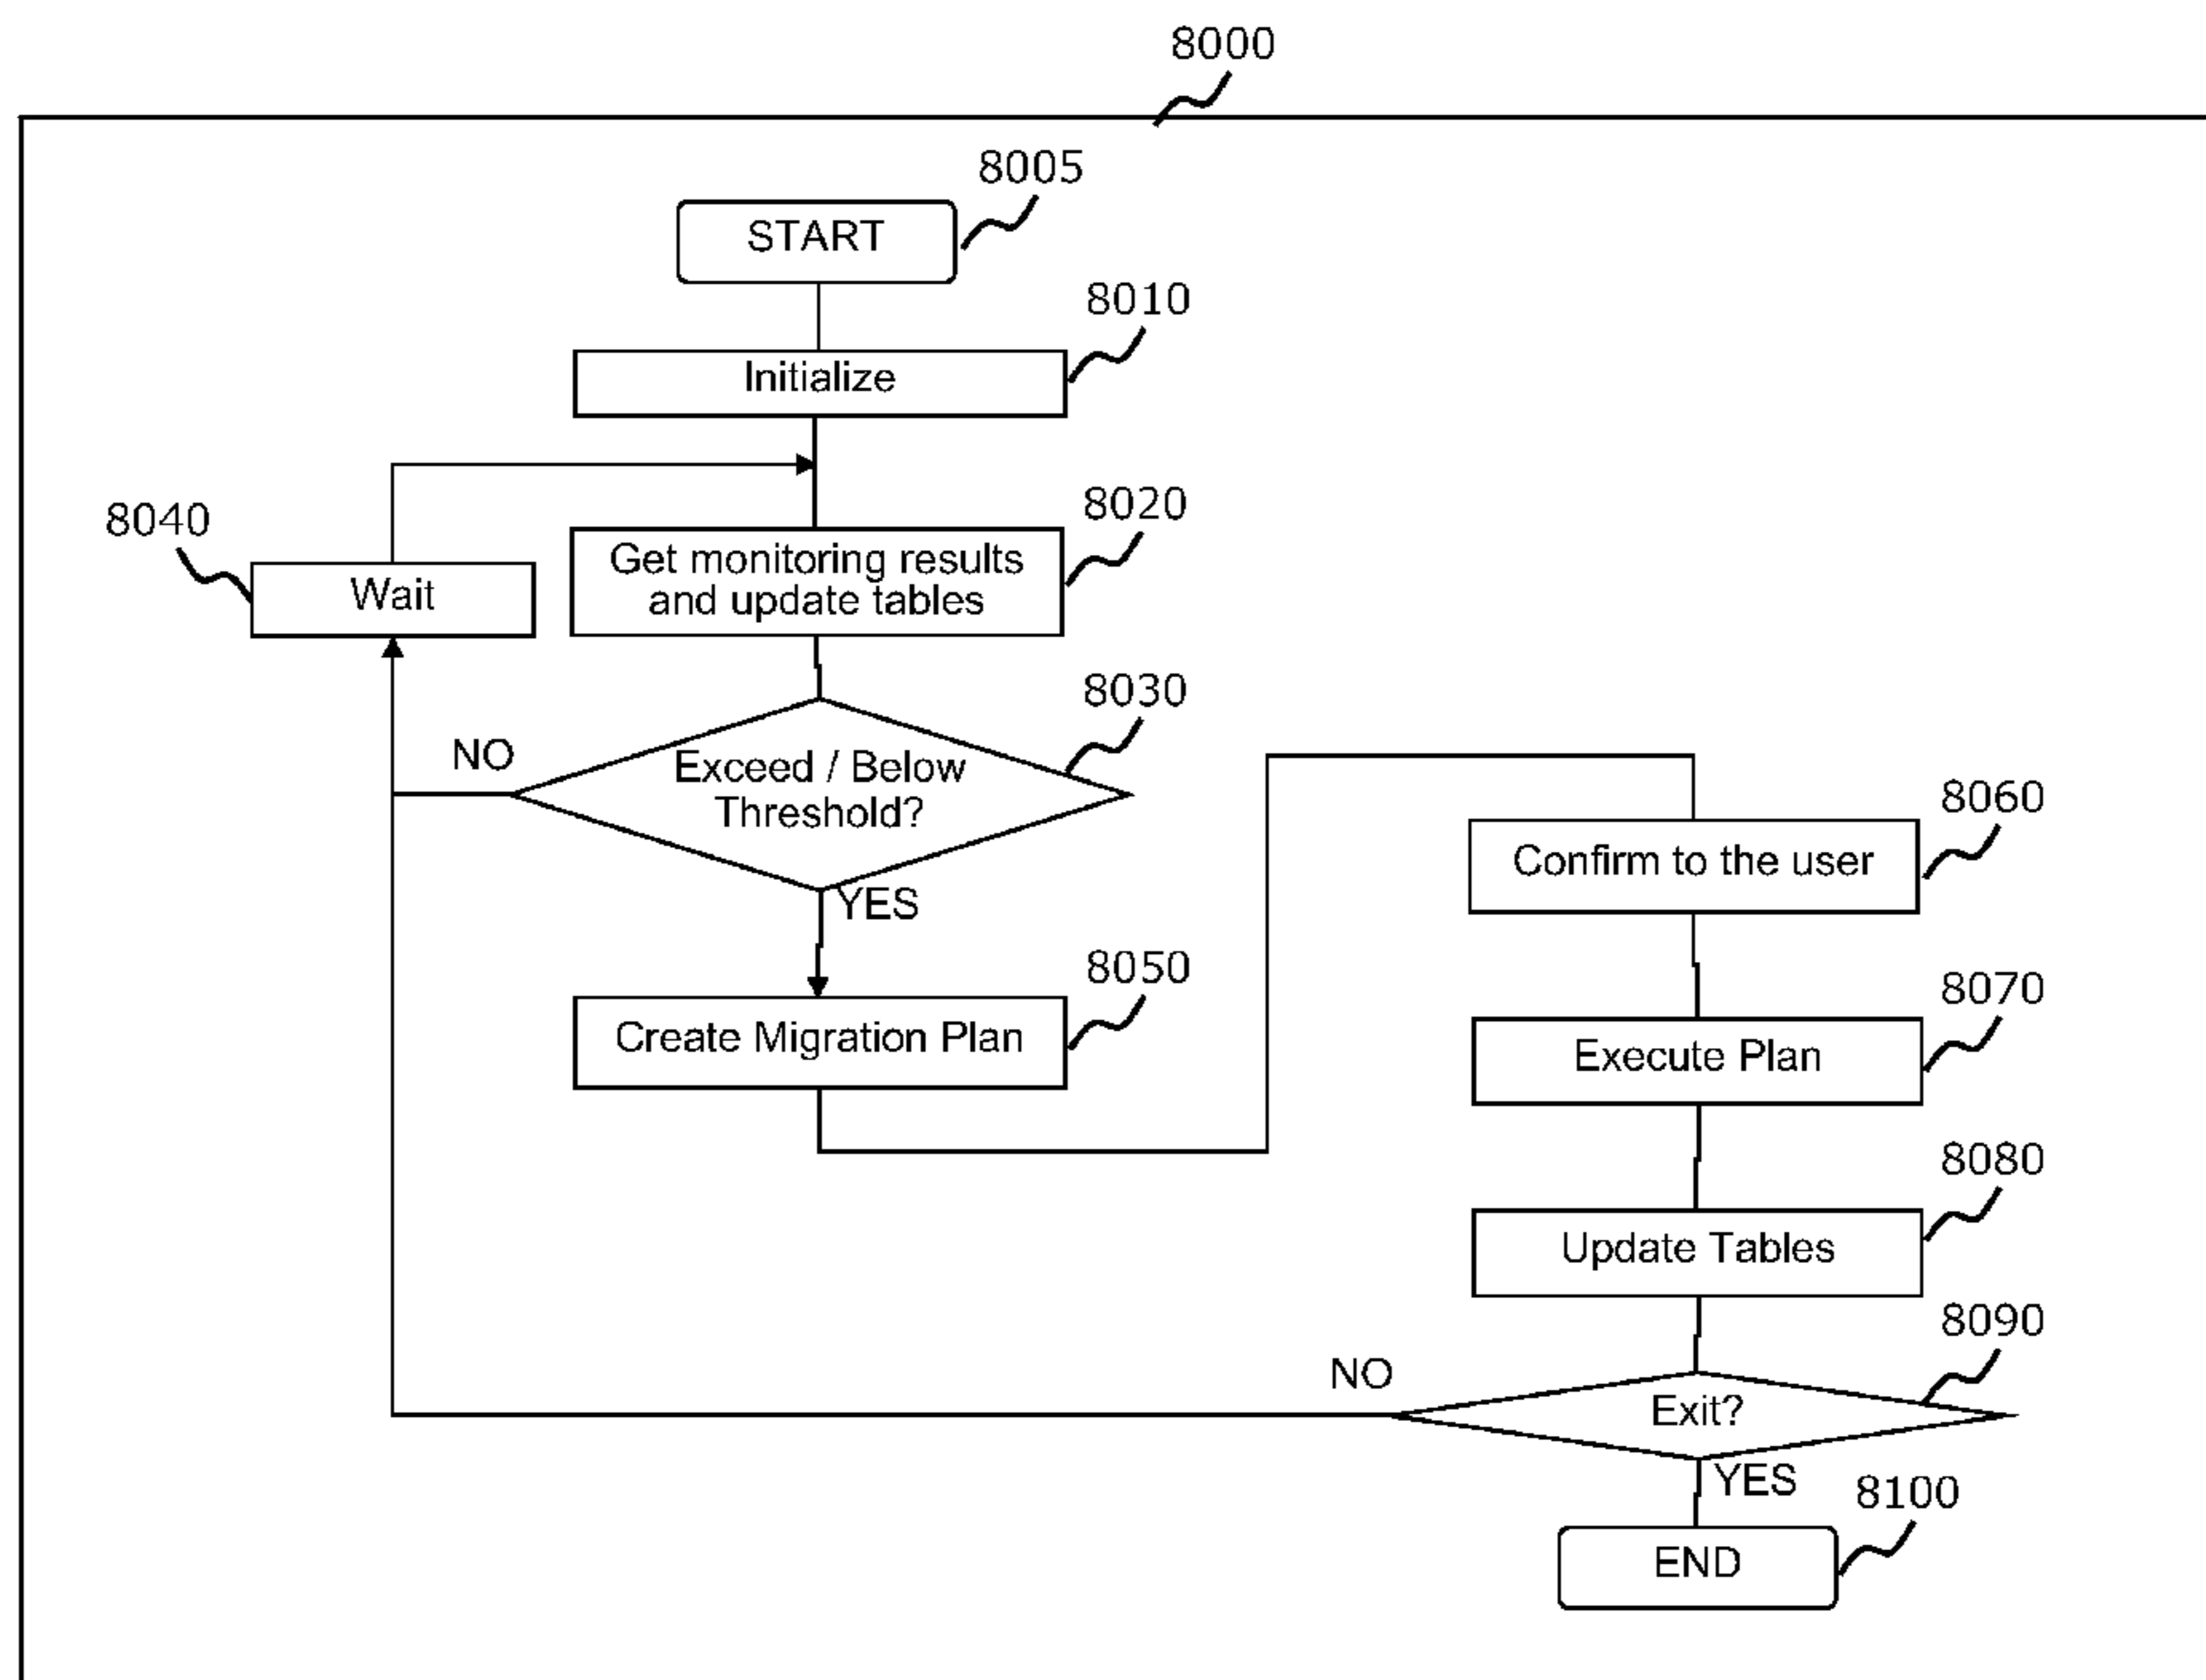 8000
8005
START
8010
Initialize
8020
Get monitoring results
and update tables
8040
Wait
8030
Exceed / Below
Threshold?
NO
YES
8050
Create Migration Plan
8060
Confirm to the user
8070
Execute Plan
8080
Update Tables
8090
Exit?
NO
YES
8100
END